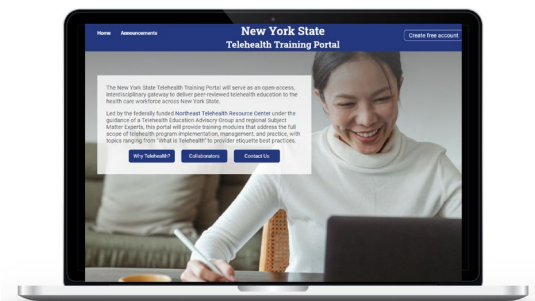 Home Announcements
New York State
Telehealth Training Portal
Create free account
The New York State Telehealth Training Portal will serve as an open access,
interdisciplinary gateway to deliver peer-reviewed telehealth education to the
health care workforce across New York State.
Led by the federally funded Northeast Telehealth Resource Center under the
guidance of a Telehealth Education Advisory Group and regional Subject
Matter Experts, this portal will provide training modules that address the full
scope of telehealth program implementation, management, and practice, with
topics ranging from "What is Telehealth" to provider etiquette best practices.
Why Telehealth? Collaborators Contact Us